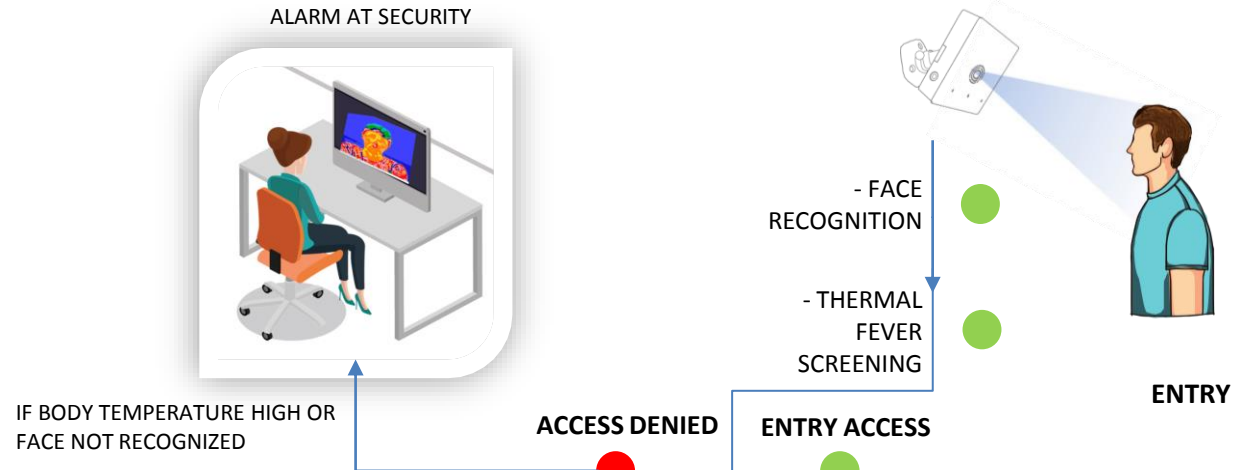 ALARM AT SECURITY
- FACE
RECOGNITION
- THERMAL
FEVER
SCREENING
ENTRY
IF BODY TEMPERATURE HIGH OR
FACE NOT RECOGNIZED
ACCESS DENIED
ENTRY ACCESS